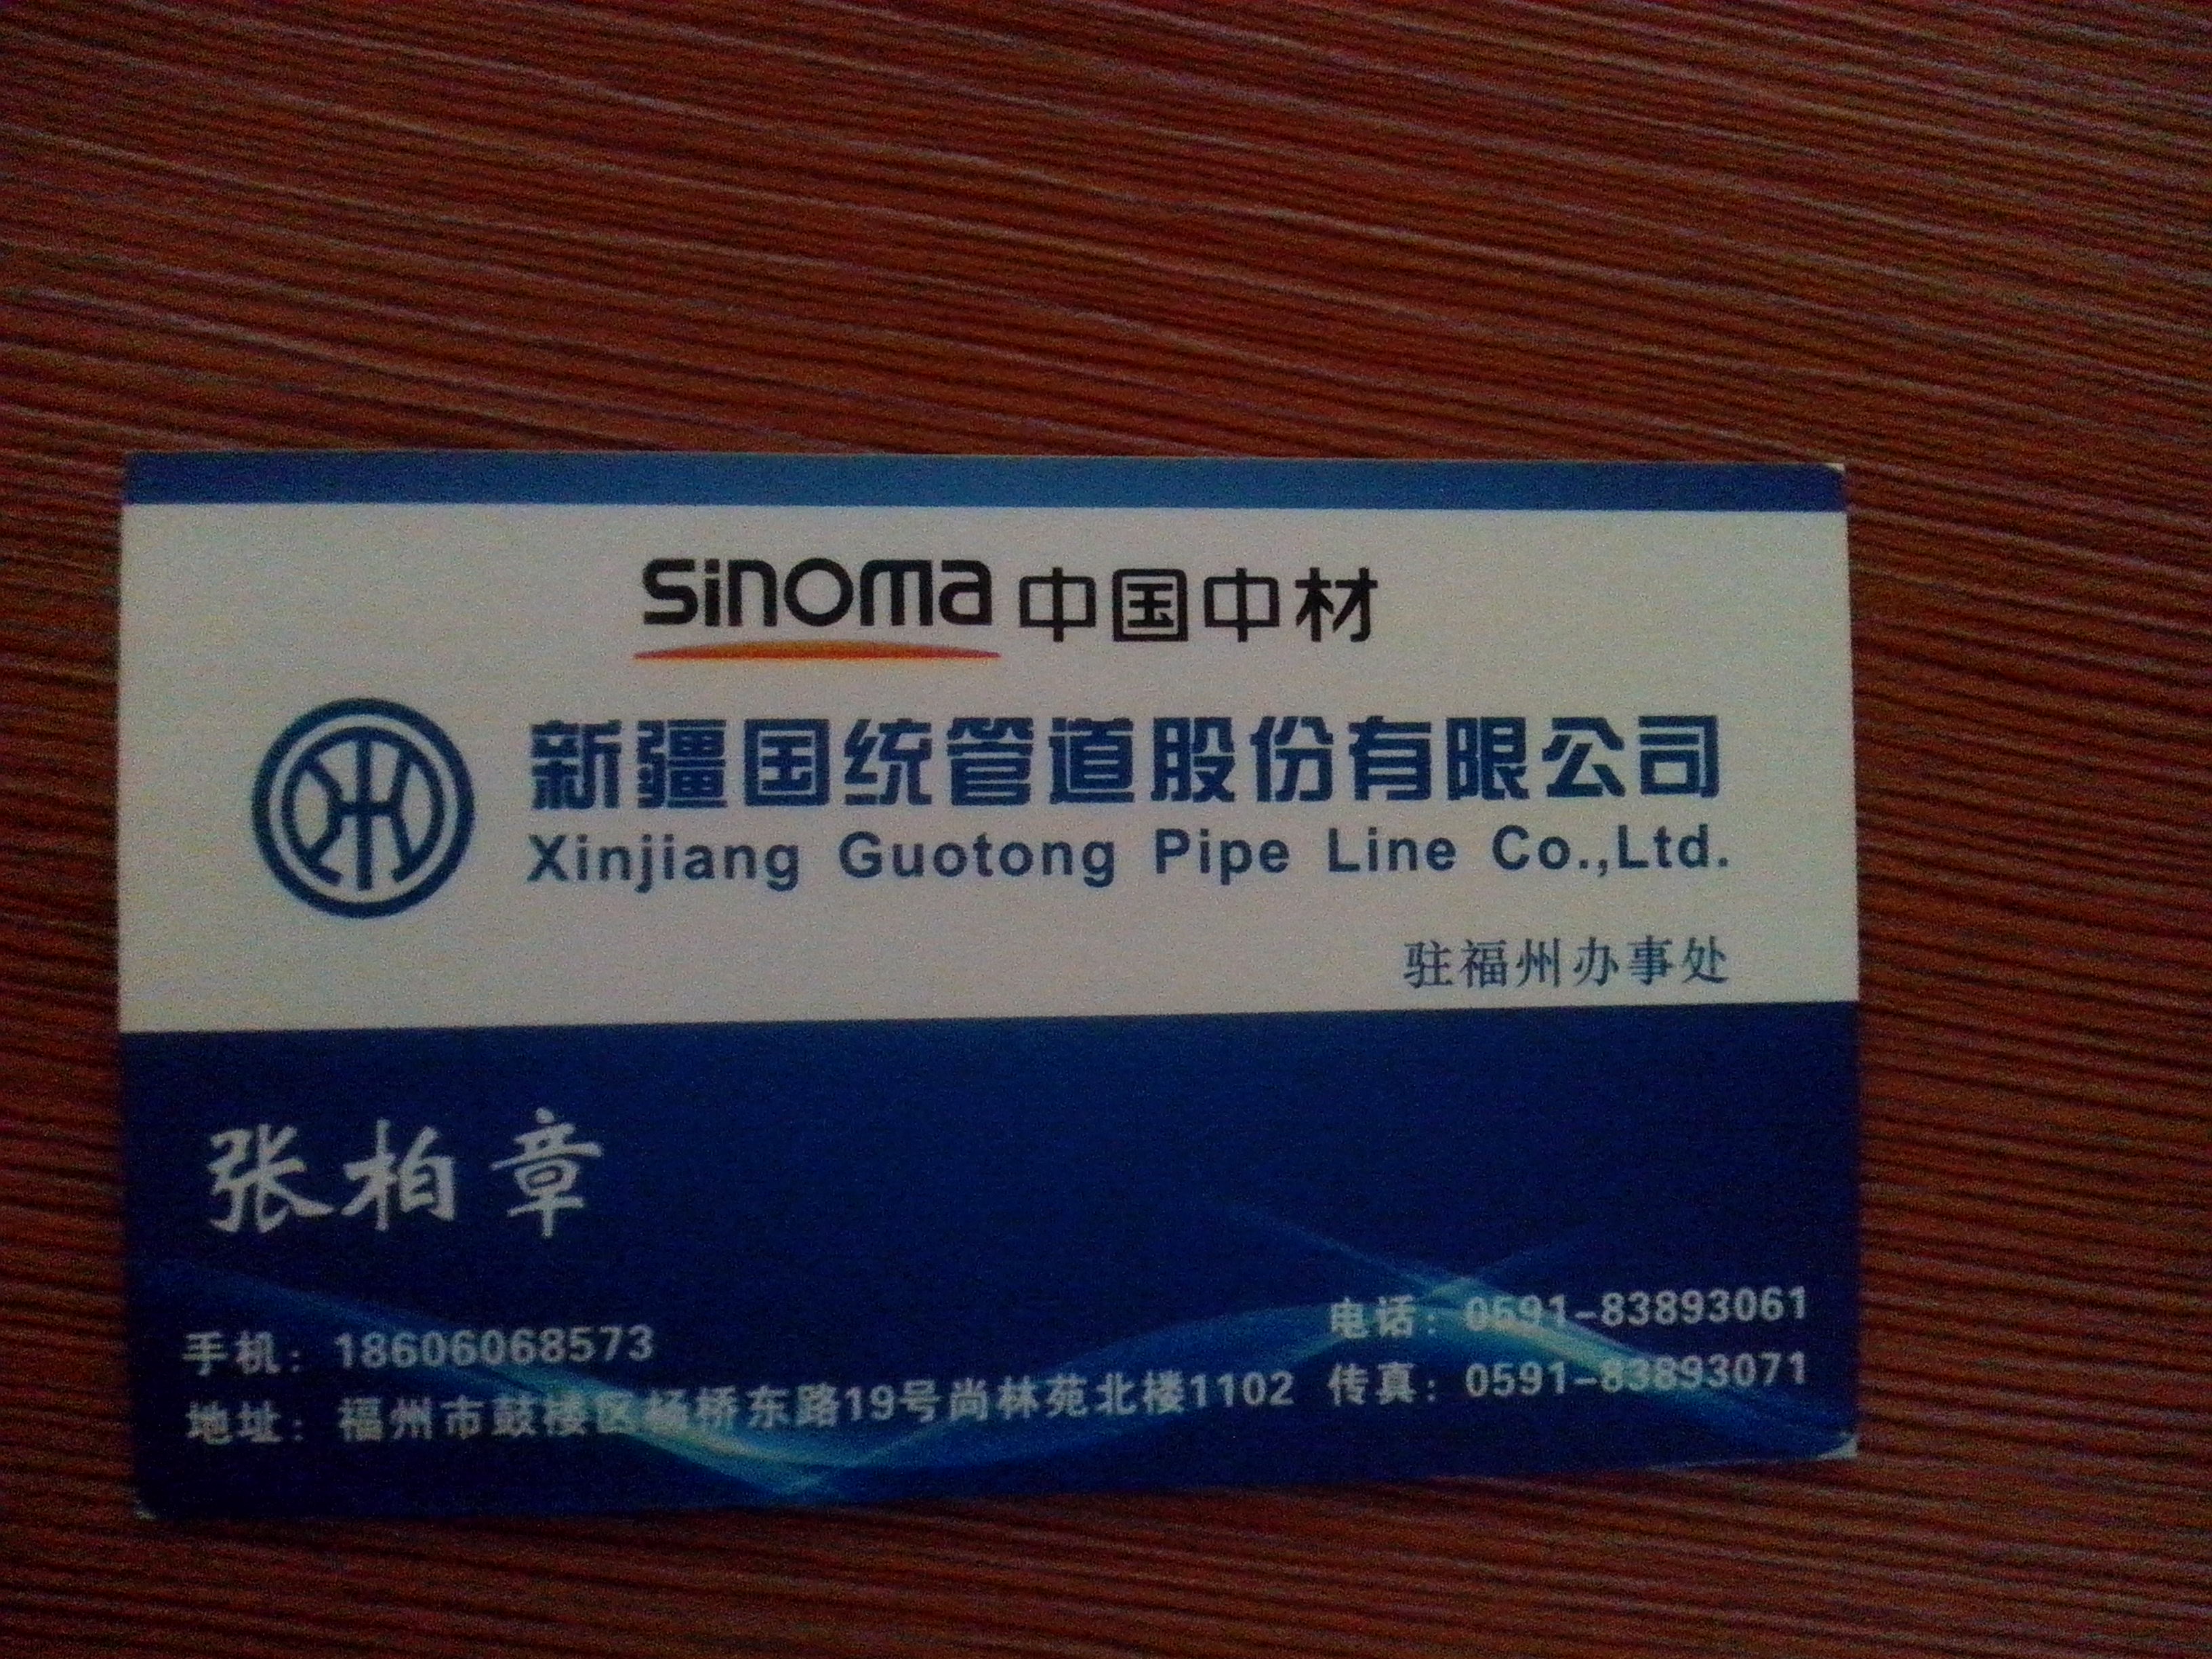 sinoma 中国中材
新疆国统管道股份有限公司
Xinjiang Guotong Pipe Line Co.,Ltd.
驻福州办事处
张柏章
手机：18606068573
电话：0591-83893061
地址：福州市鼓楼区杨桥东路19号尚林苑北楼1102 传真：0591-83893071